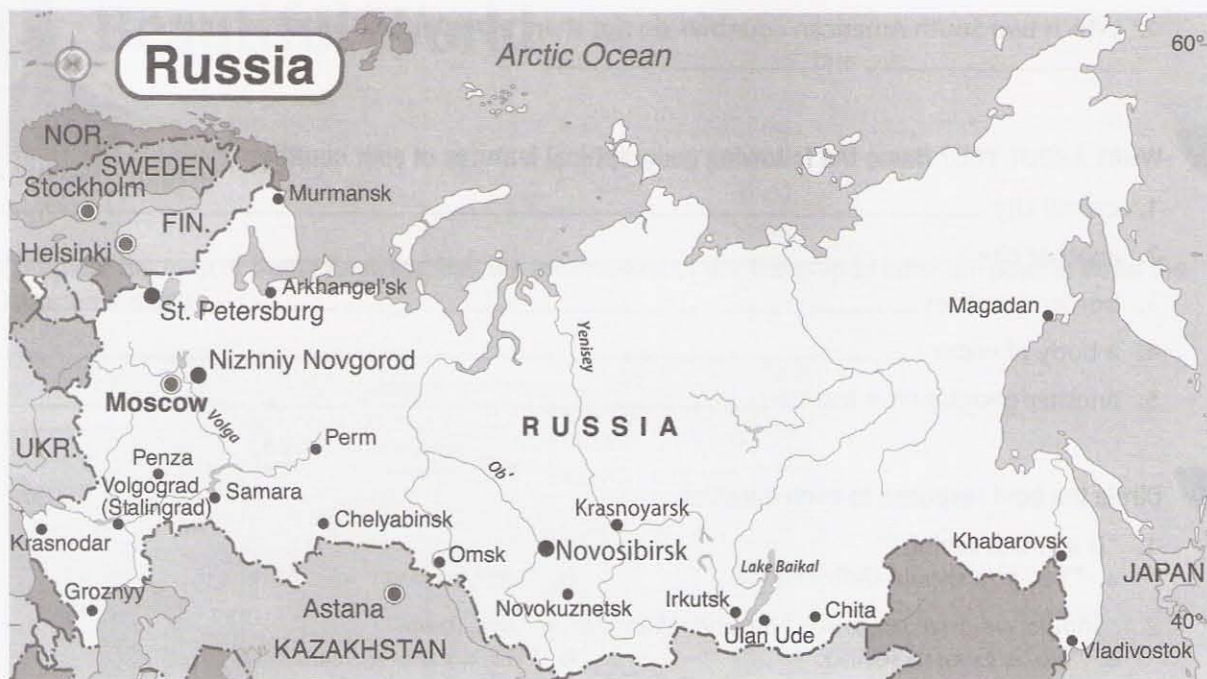 Russia
Arctic Ocean
60°
NOR.
SWEDEN
Stockholm
Murmansk
FIN.
Helsinki
Arkhangel'sk
St. Petersburg
Magadan
Yenisey
Nizhniy Novgorod
Moscow
Volga
RUSSIA
UKR.
Perm
Ob'
Penza
Volgograd
(Stalingrad)
Samara
Krasnoyarsk
Krasnodar
Chelyabinsk
Omsk
Novosibirsk
Khabarovsk
Lake Baikal
JAPAN
Groznyy
Astana
Novokuznetsk
Irkutsk
Chita
Ulan Ude
40°
KAZAKHSTAN
Vladivostok